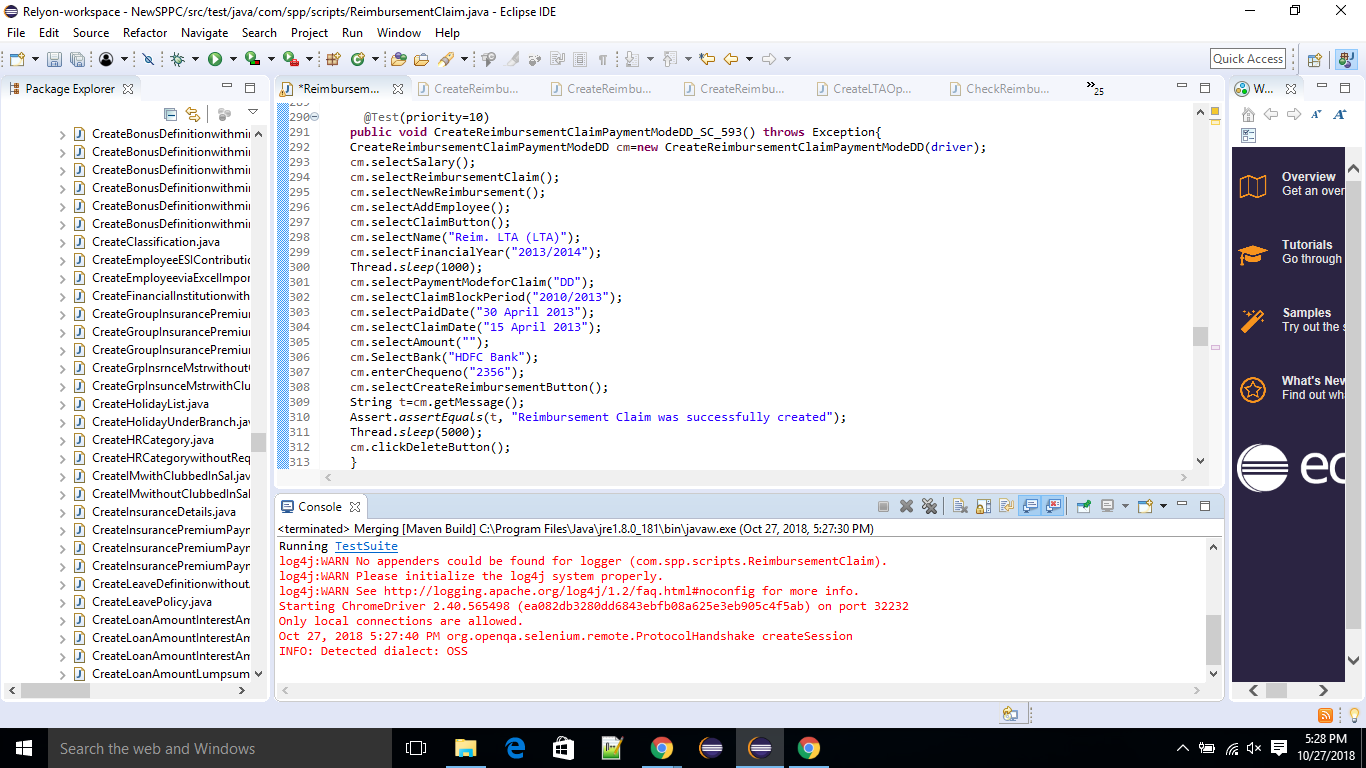 Relyon-workspace - NewSPPC/src/test/java/com/spp/scripts/ReimbursementClaim.java - Eclipse IDE
File Edit Source Refactor Navigate Search Project Run Window Help
Quick Access
Package Explorer
*Reimbursem... CreateReimbu... CreateReimbu... CreateReimbu... CreateLTAOp... CheckReimbu... »25
W...
CreateBonusDefinitionwithmi
CreateBonusDefinitionwithmi
CreateBonusDefinitionwithmi
CreateBonusDefinitionwithmi
CreateBonusDefinitionwithmi
CreateBonusDefinitionwithmi
CreateClassification.java
CreateEmployeeESIContributi
CreateEmployeeviaExcelImpor
CreateFinancialInstitutionwith
CreateGroupInsurancePremiu
CreateGroupInsurancePremiu
CreateGroupInsurancePremiu
CreateGrpInsrnceMstrwithout
CreateGrpInsunceMstrwithClu
CreateHolidayList.java
CreateHolidayUnderBranch.jav
CreateHRCategory.java
CreateHRCategorywithoutReq
CreateIMwithClubbedInSal.jav
CreateIMwithoutClubbedInSal
CreateInsuranceDetails.java
CreateInsurancePremiumPayn
CreateInsurancePremiumPayn
CreateInsurancePremiumPayn
CreateLeaveDefinitionwithout
CreateLeavePolicy.java
CreateLoanAmountInterestAm
CreateLoanAmountInterestAm
CreateLoanAmountInterestAm
CreateLoanAmountLumpsum
289
290 @Test(priority=10)
291 public void CreateReimbursementClaimPaymentModeDD_SC_593() throws Exception{
292 CreateReimbursementClaimPaymentModeDD cm=new CreateReimbursementClaimPaymentModeDD(driver);
293 cm.selectSalary();
294 cm.selectReimbursementClaim();
295 cm.selectNewReimbursement();
296 cm.selectAddEmployee();
297 cm.selectClaimButton();
298 cm.selectName("Reim. LTA (LTA)");
299 cm.selectFinancialYear("2013/2014");
300 Thread.sleep(1000);
301 cm.selectPaymentModeforClaim("DD");
302 cm.selectClaimBlockPeriod("2010/2013");
303 cm.selectPaidDate("30 April 2013");
304 cm.selectClaimDate("15 April 2013");
305 cm.selectAmount("");
306 cm.SelectBank("HDFC Bank");
307 cm.enterChequeno("2356");
308 cm.selectCreateReimbursementButton();
309 String t=cm.getMessage();
310 Assert.assertEquals(t, "Reimbursement Claim was successfully created");
311 Thread.sleep(5000);
312 cm.clickDeleteButton();
313 }
Overview
Get an over
Tutorials
Go through
Samples
Try out the s
What's New
Find out wha
ec
Console
<terminated> Merging [Maven Build] C:\Program Files\Java\jre1.8.0_181\bin\javaw.exe (Oct 27, 2018, 5:27:30 PM)
Running TestSuite
log4j:WARN No appenders could be found for logger (com.spp.scripts.ReimbursementClaim).
log4j:WARN Please initialize the log4j system properly.
log4j:WARN See http://logging.apache.org/log4j/1.2/faq.html#noconfig for more info.
Starting ChromeDriver 2.40.565498 (ea082db3280dd6843ebfb08a625e3eb905c4f5ab) on port 32232
Only local connections are allowed.
Oct 27, 2018 5:27:40 PM org.openqa.selenium.remote.ProtocolHandshake createSession
INFO: Detected dialect: OSS
Search the web and Windows
5:28 PM
10/27/2018